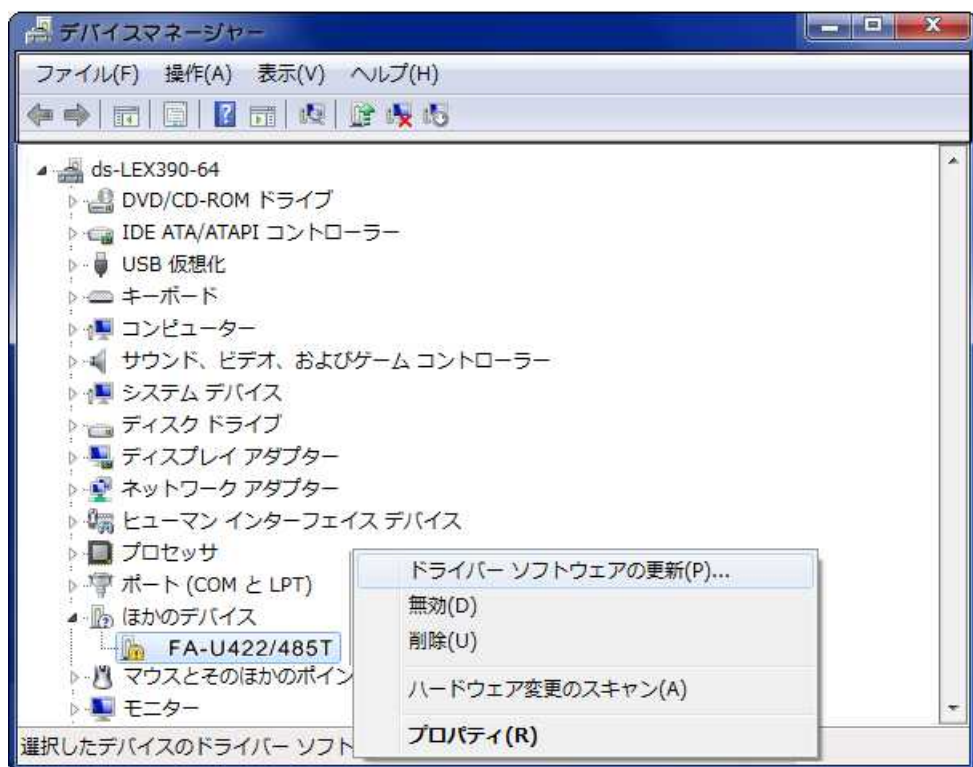 デバイスマネージャー
ファイル(F) 操作(A) 表示(V) ヘルプ(H)
ds-LEX390-64
DVD/CD-ROM ドライブ
IDE ATA/ATAPI コントローラー
USB 仮想化
キーボード
コンピューター
サウンド、ビデオ、およびゲーム コントローラー
システム デバイス
ディスク ドライブ
ディスプレイ アダプター
ネットワーク アダプター
ヒューマン インターフェイス デバイス
プロセッサ
ポート (COM と LPT)
ほかのデバイス
FA-U422/485T
マウスとそのほかのポイン
モニター
選択したデバイスのドライバー ソフト
ドライバー ソフトウェアの更新(P)...
無効(D)
削除(U)
ハードウェア変更のスキャン(A)
プロパティ(R)